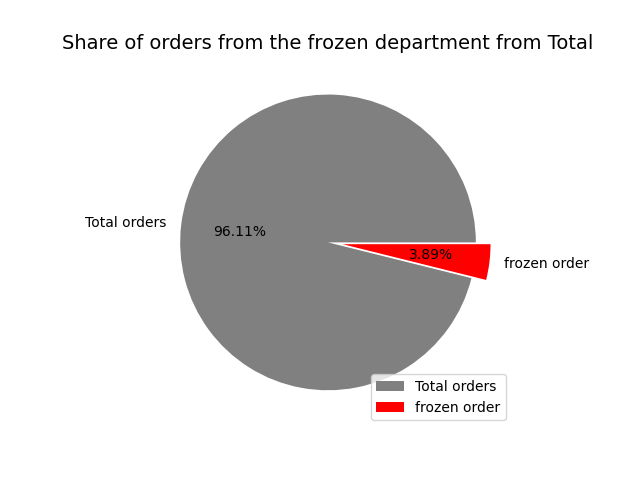 Share of orders from the frozen department from Total
Total orders
96.11%
3.89%
frozen order
Total orders
frozen order